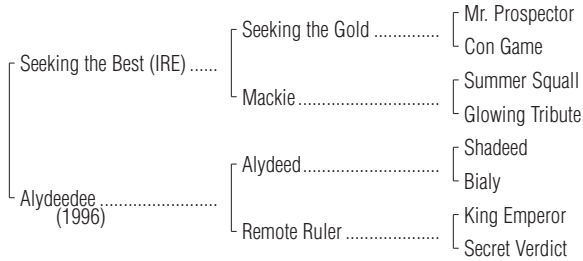 Mr. Prospector
Seeking the Gold ..............
Con Game
Seeking the Best (IRE) ......
Summer Squall
Mackie ..............................
Glowing Tribute
Shadeed
Alydeed.............................
Bialy
Alydeedee .........................
(1996)
King Emperor
Remote Ruler ....................
Secret Verdict